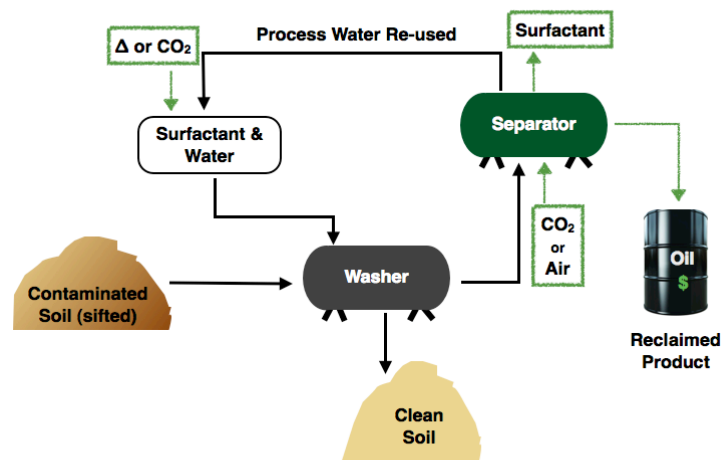 Process Water Re-used
Surfactant
Δ or CO₂
Surfactant &
Water
Separator
CO₂
or
Air
Oil
$
Washer
Contaminated
Soil (sifted)
Reclaimed
Product
Clean
Soil